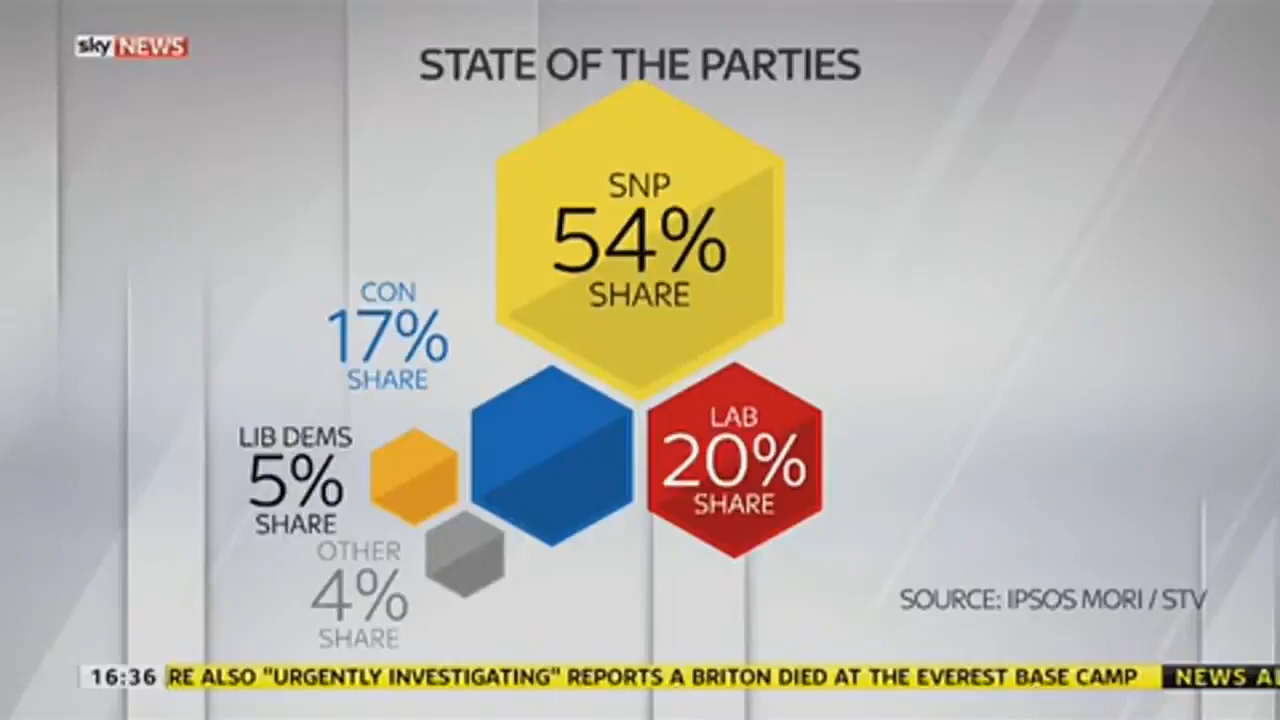 sky NEWS
STATE OF THE PARTIES
SNP
54%
SHARE
CON
17%
SHARE
LAB
20%
SHARE
LIB DEMS
5%
SHARE
OTHER
4%
SHARE
SOURCE: IPSOS MORI / STV
16:36 RE ALSO "URGENTLY INVESTIGATING" REPORTS A BRITON DIED AT THE EVEREST BASE CAMP NEWS